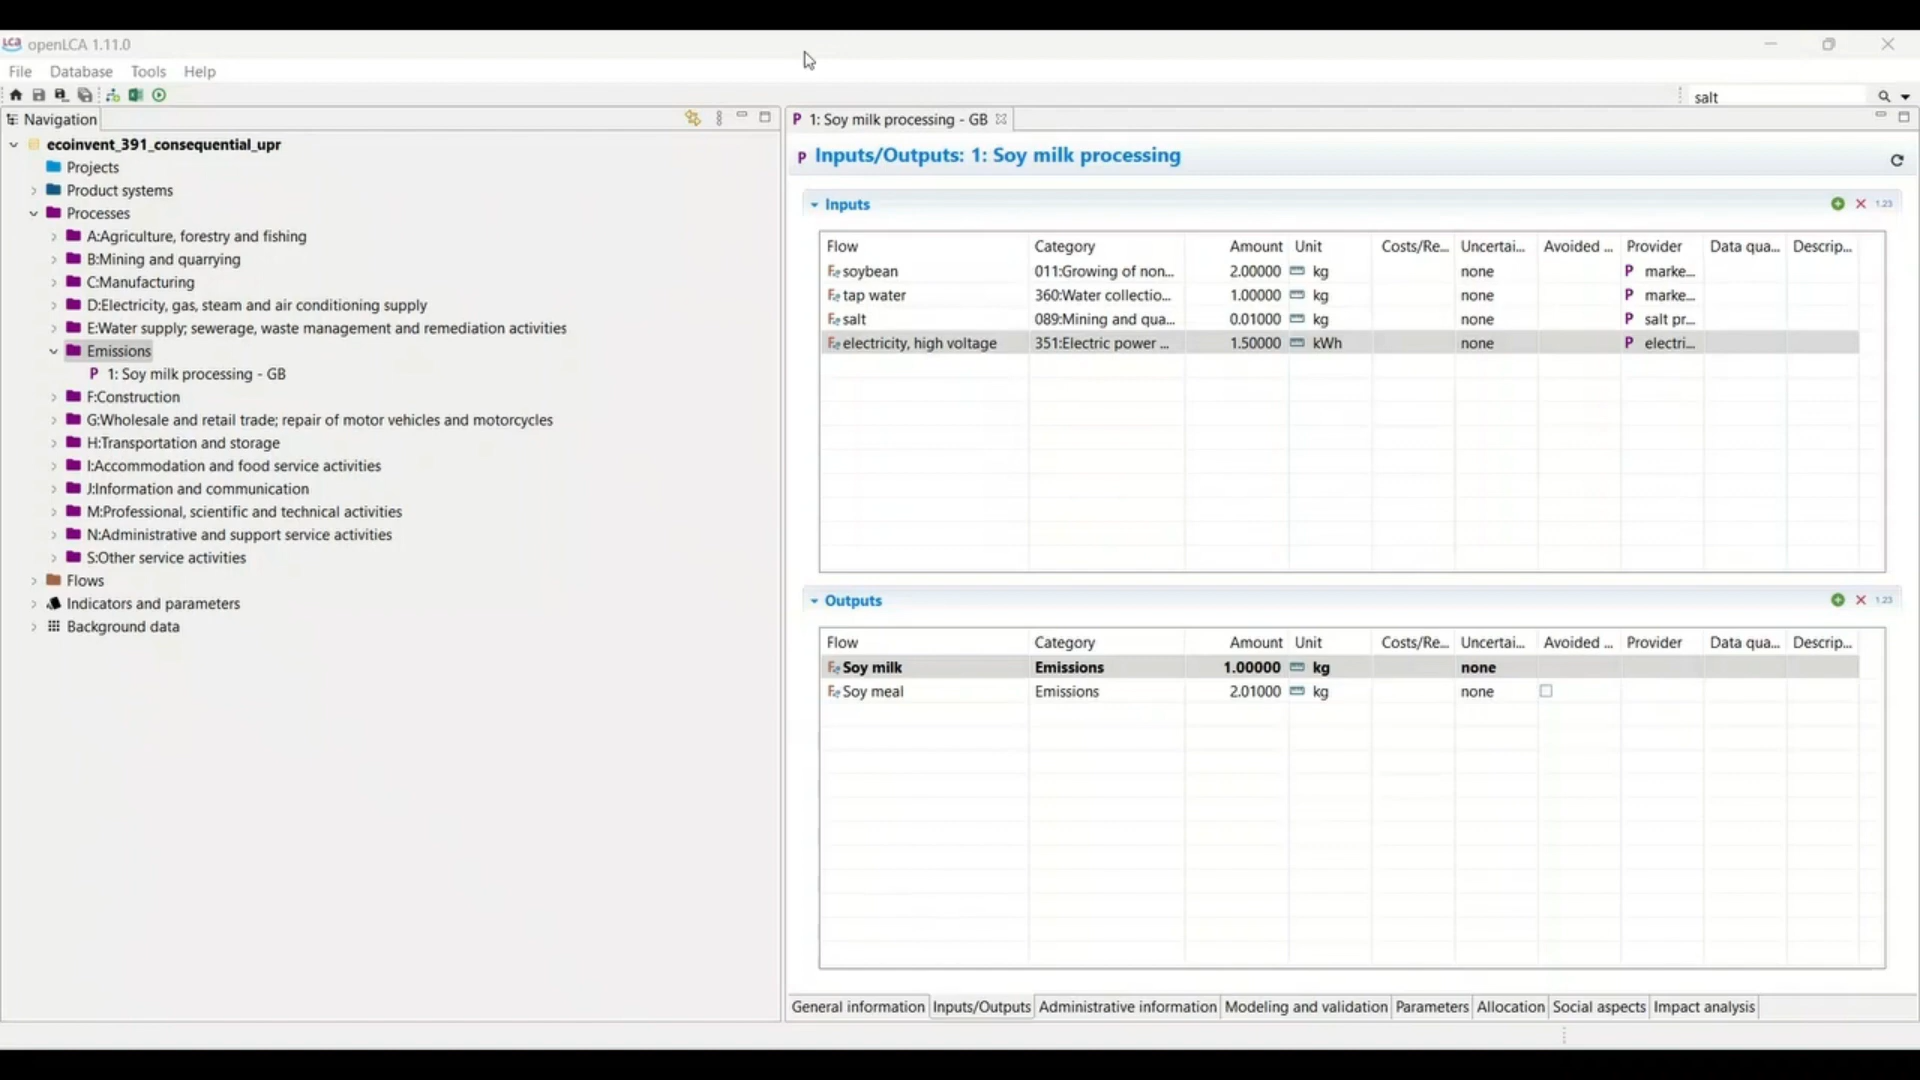 LCA openLCA 1.11.0
File Database Tools Help
salt
Navigation
1: Soy milk processing - GB
ecoinvent_391_consequential_upr
Projects
Product systems
Processes
A:Agriculture, forestry and fishing
B:Mining and quarrying
C:Manufacturing
D:Electricity, gas, steam and air conditioning supply
E:Water supply; sewerage, waste management and remediation activities
Emissions
P 1: Soy milk processing - GB
F:Construction
G:Wholesale and retail trade; repair of motor vehicles and motorcycles
H:Transportation and storage
I:Accommodation and food service activities
J:Information and communication
M:Professional, scientific and technical activities
N:Administrative and support service activities
S:Other service activities
Flows
Indicators and parameters
Background data
P Inputs/Outputs: 1: Soy milk processing
Inputs 1.23
Flow Category Amount Unit Costs/Re... Uncertai... Avoided ... Provider Data qua... Descrip...
soybean 011:Growing of non... 2.00000 kg none P marke...
tap water 360:Water collectio... 1.00000 kg none P marke...
salt 089:Mining and qua... 0.01000 kg none P salt pr...
electricity, high voltage 351:Electric power ... 1.50000 kWh none P electri...
Outputs 1.23
Flow Category Amount Unit Costs/Re... Uncertai... Avoided ... Provider Data qua... Descrip...
Soy milk Emissions 1.00000 kg none
Soy meal Emissions 2.01000 kg none
General information Inputs/Outputs Administrative information Modeling and validation Parameters Allocation Social aspects Impact analysis